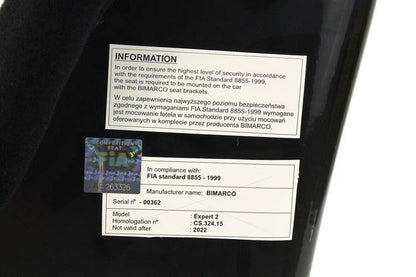 INFORMATION
In order to ensure the highest level of security in accordance
with the requirements of the FIA Standard 8855-1999,
the seat is required to be mounted on the car
with the BIMARCO seat brackets.
W celu zapewnienia najwyższego poziomu bezpieczeństwa
zgodnego z wymaganiami FIA Standard 8855-1999 wymagane
jest mocowanie fotela w samochodzie przy użyciu mocowań
oferowanych w komplecie przez producenta BIMARCO.
COMPETITION
SEAT
FIA
E 263326
In compliance with:
FIA standard 8855 - 1999
Manufacturer name: BIMARCO
Serial n° - 00362
Model : Expert 2
Homologation n° : CS.324.15
Not valid after : 2022